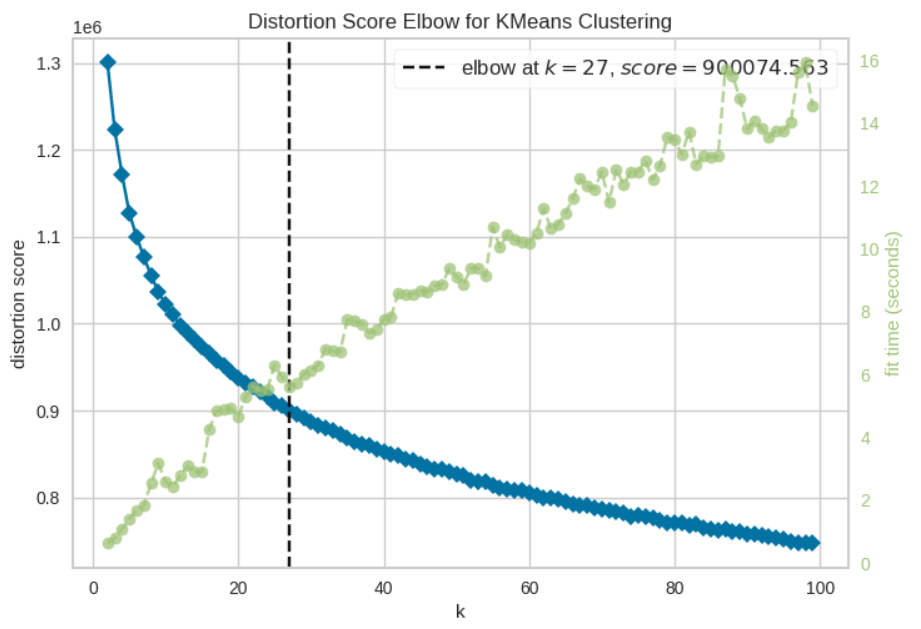 Distortion Score Elbow for KMeans Clustering
1e6
elbow at k = 27, score = 900074.563
1.3
1.2
1.1
1.0
0.9
0.8
distortion score
16
14
12
10
8
6
4
2
0
fit time (seconds)
0 20 40 60 80 100
k